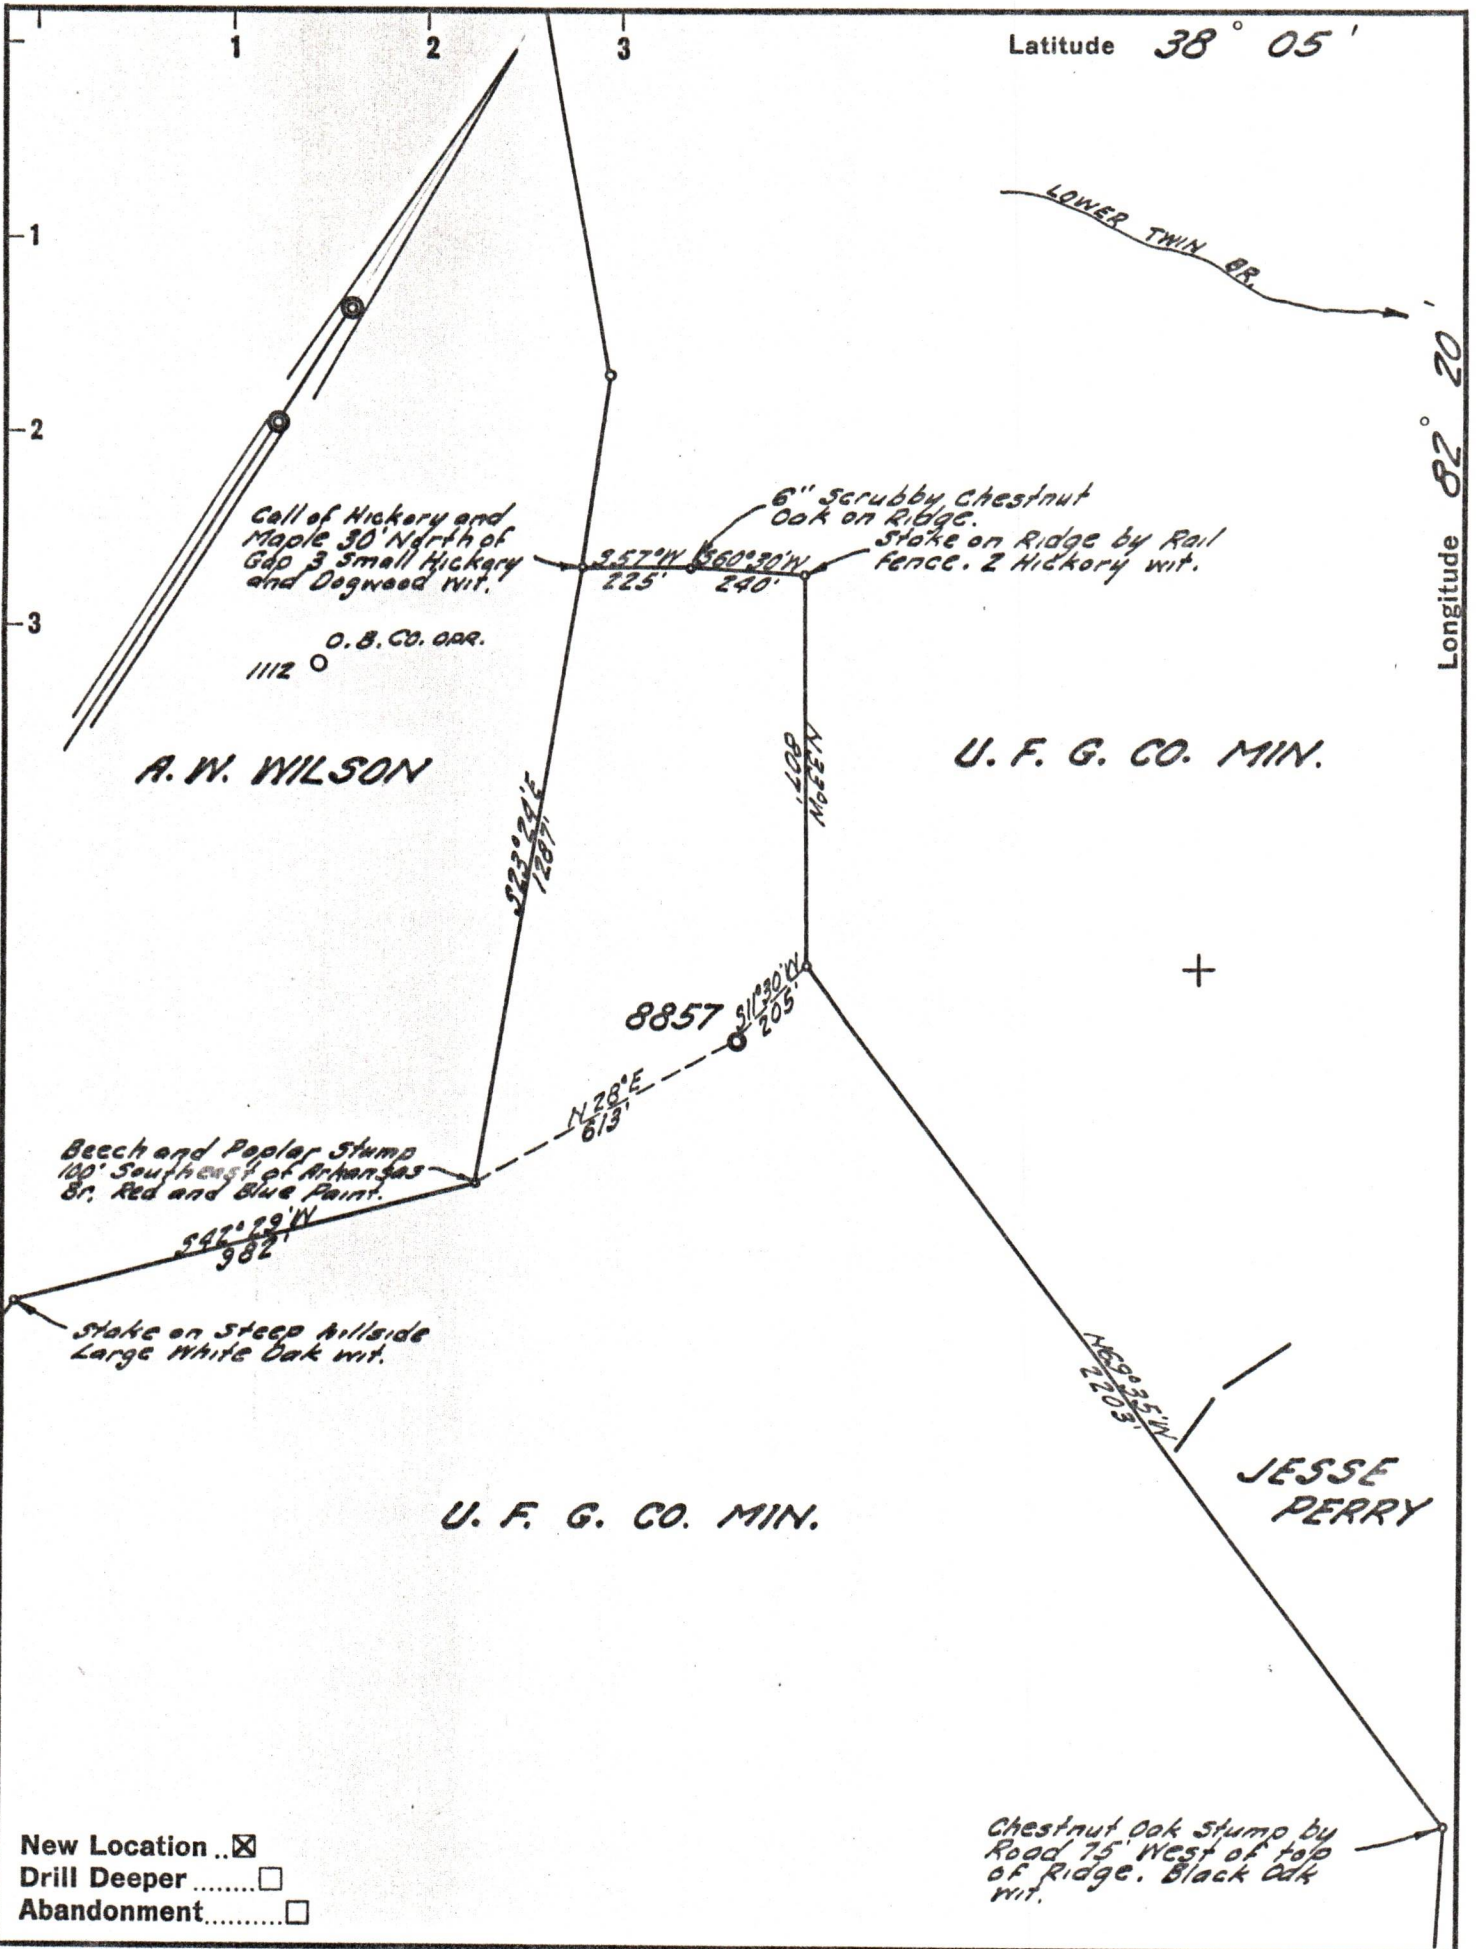 1
2
3
Latitude 38° 05'
LOWER TWIN BR.
1
2
3
Longitude 82° 20'
Call of Hickory and
Maple 30' North of
Gap 3 Small Hickory
and Dogwood wit.
6" Scrubby Chestnut
Oak on Ridge.
Stake on Ridge by Rail
Fence. 2 Hickory wit.
S57°W
225'
S60°30'W
240'
O.B. CO. OPR.
1112
A.W. WILSON
U. F. G. CO. MIN.
N33°W
807'
S23°24'E
1287'
8857
S11°30'W
205'
N28°E
613'
Beech and Poplar Stump
100' Southeast of Arkansas
Br. Red and Blue Paint.
S42°29'W
982'
Stake on Steep hillside
Large White Oak wit.
N69°35'W
2203'
JESSE
PERRY
U. F. G. CO. MIN.
New Location ..☒
Drill Deeper ........☐
Abandonment..........☐
Chestnut Oak Stump by
Road 75' West of top
of Ridge. Black Oak
wit.